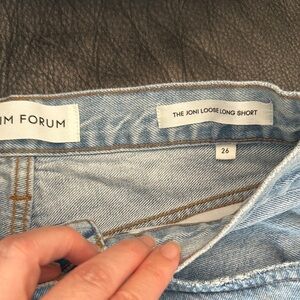 IM FORUM
THE JONI LOOSE LONG SHORT
26